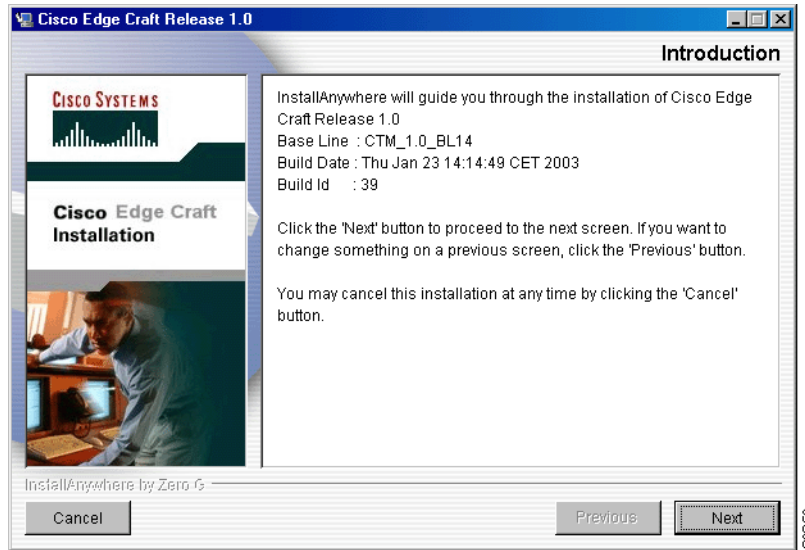 Cisco Edge Craft Release 1.0
Introduction
CISCO SYSTEMS
Cisco Edge Craft
Installation
InstallAnywhere will guide you through the installation of Cisco Edge
Craft Release 1.0
Base Line : CTM_1.0_BL14
Build Date : Thu Jan 23 14:14:49 CET 2003
Build Id : 39
Click the 'Next' button to proceed to the next screen. If you want to
change something on a previous screen, click the 'Previous' button.
You may cancel this installation at any time by clicking the 'Cancel'
button.
InstallAnywhere by Zero G
Cancel
Previous
Next